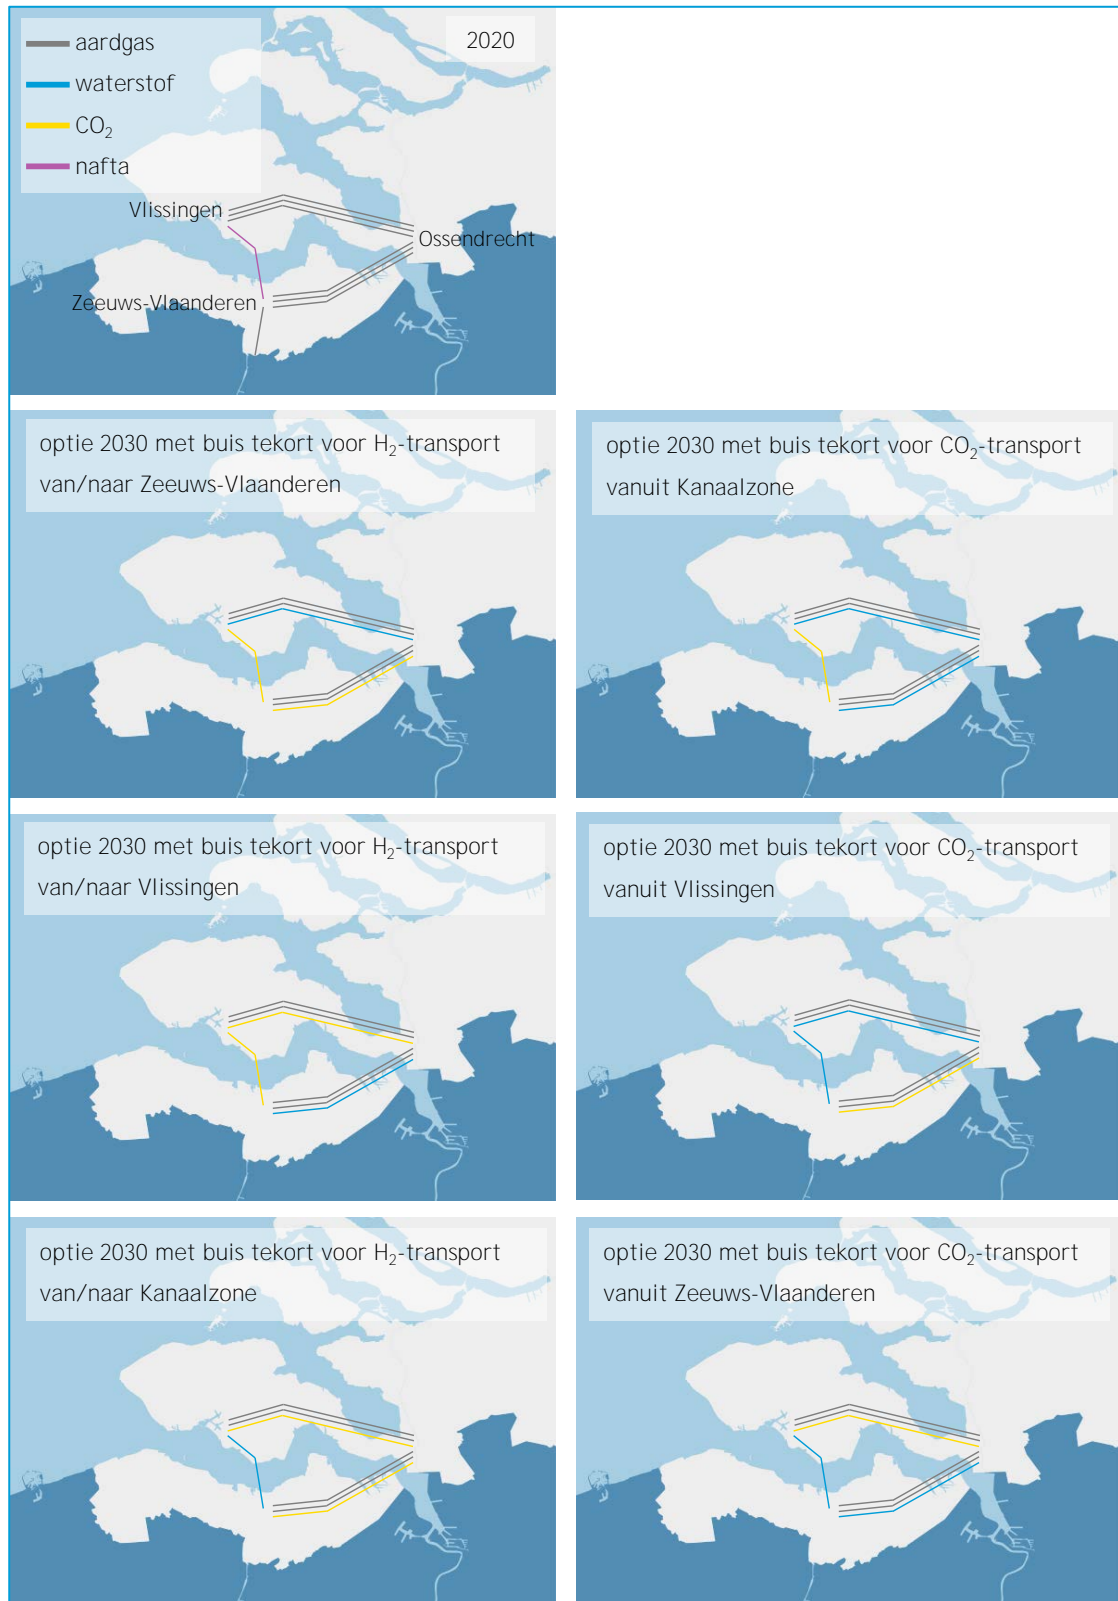 aardgas
2020
waterstof
CO₂
nafta
Vlissingen
Ossendrecht
Zeeuws-Vlaanderen
optie 2030 met buis tekort voor H₂-transport
van/naar Zeeuws-Vlaanderen
optie 2030 met buis tekort voor CO₂-transport
vanuit Kanaalzone
optie 2030 met buis tekort voor H₂-transport
van/naar Vlissingen
optie 2030 met buis tekort voor CO₂-transport
vanuit Vlissingen
optie 2030 met buis tekort voor H₂-transport
van/naar Kanaalzone
optie 2030 met buis tekort voor CO₂-transport
vanuit Zeeuws-Vlaanderen